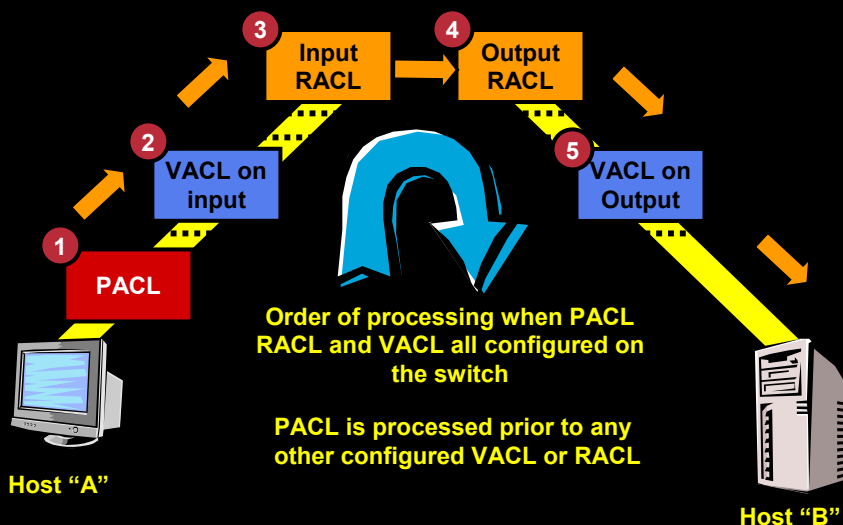 3
Input
RACL
4
Output
RACL
2
VACL on
input
5
VACL on
Output
1
PACL
Order of processing when PACL
RACL and VACL all configured on
the switch
PACL is processed prior to any
other configured VACL or RACL
Host “A”
Host “B”